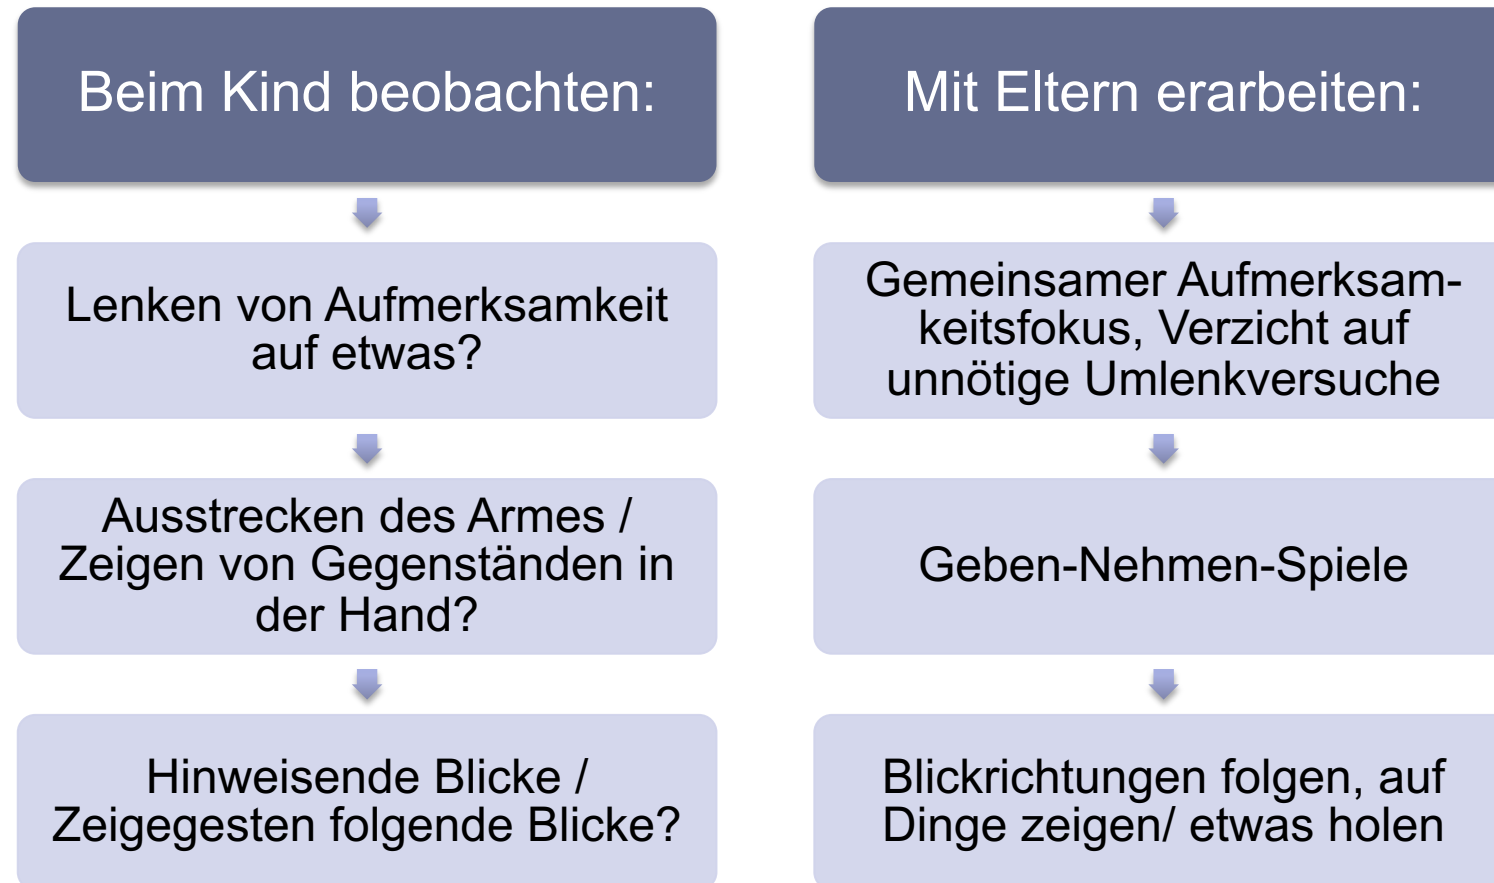 Beim Kind beobachten:
Lenken von Aufmerksamkeit
auf etwas?
Ausstrecken des Armes /
Zeigen von Gegenständen in
der Hand?
Hinweisende Blicke /
Zeigegesten folgende Blicke?
Mit Eltern erarbeiten:
Gemeinsamer Aufmerksam-
keitsfokus, Verzicht auf
unnötige Umlenkversuche
Geben-Nehmen-Spiele
Blickrichtungen folgen, auf
Dinge zeigen/ etwas holen